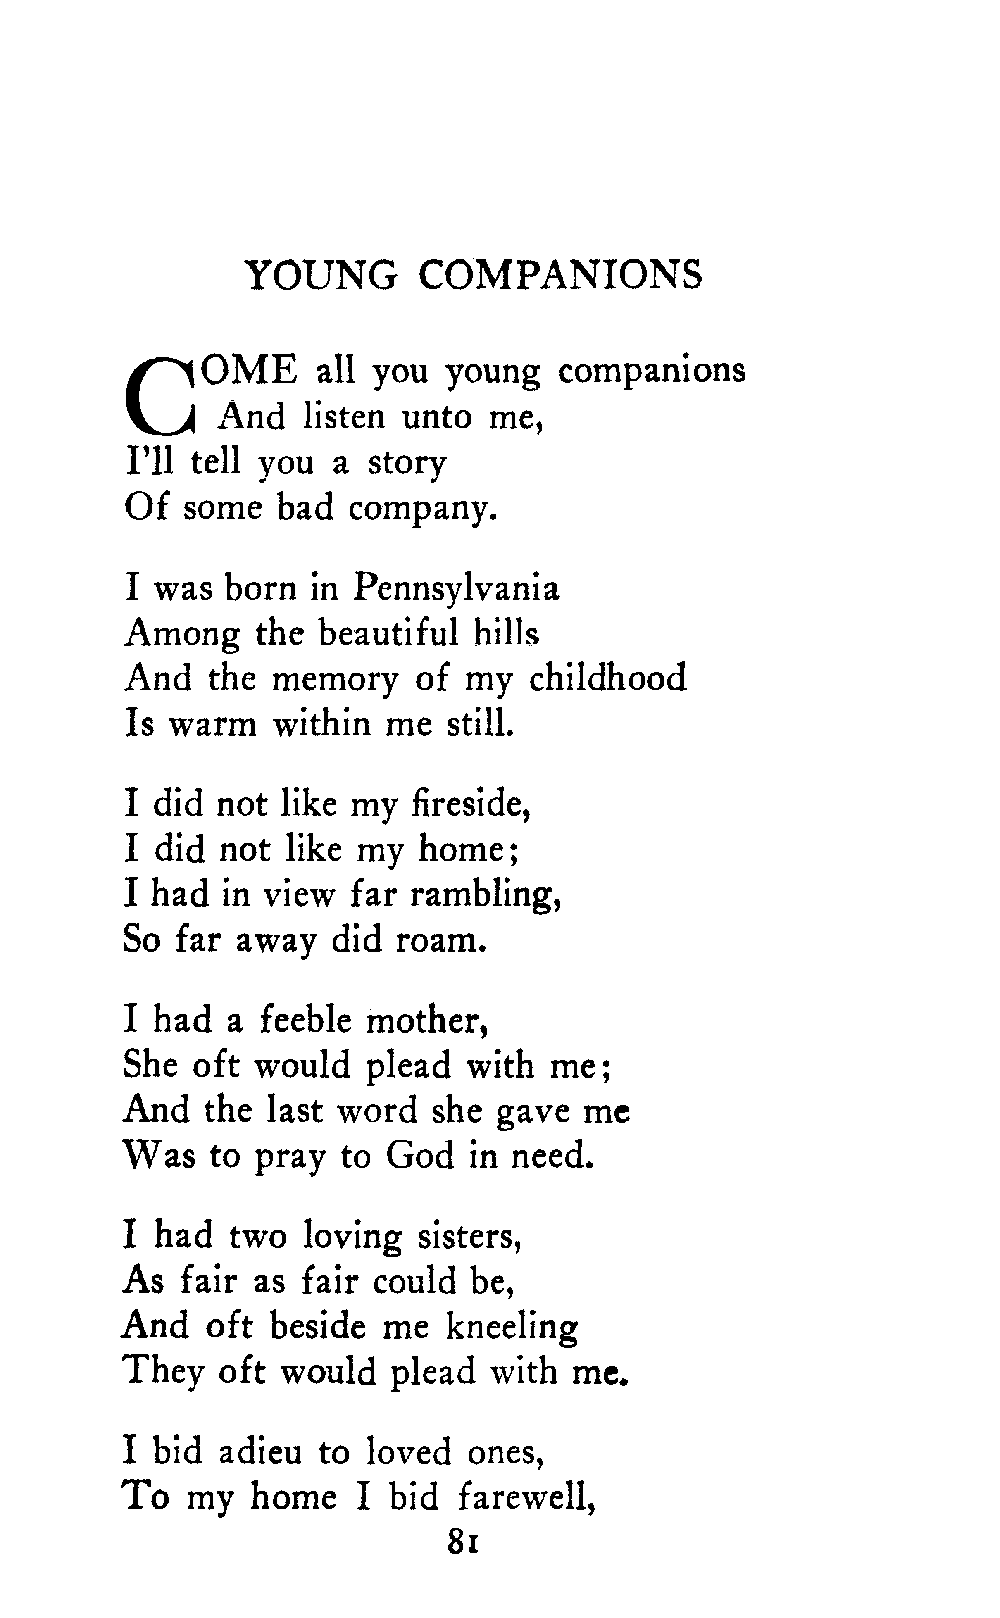 YOUNG COMPANIONS
COME all you young companions
And listen unto me,
I'll tell you a story
Of some bad company.
I was born in Pennsylvania
Among the beautiful hills
And the memory of my childhood
Is warm within me still.
I did not like my fireside,
I did not like my home;
I had in view far rambling,
So far away did roam.
I had a feeble mother,
She oft would plead with me;
And the last word she gave me
Was to pray to God in need.
I had two loving sisters,
As fair as fair could be,
And oft beside me kneeling
They oft would plead with me.
I bid adieu to loved ones,
To my home I bid farewell,
81